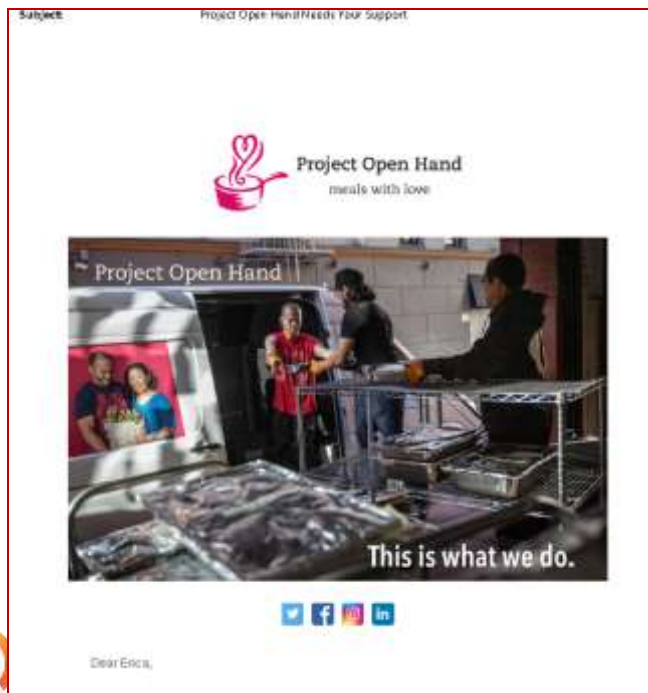 Subject: Project Open Hand Needs Your Support
Project Open Hand
meals with love
Project Open Hand
This is what we do.
Dear Erica,